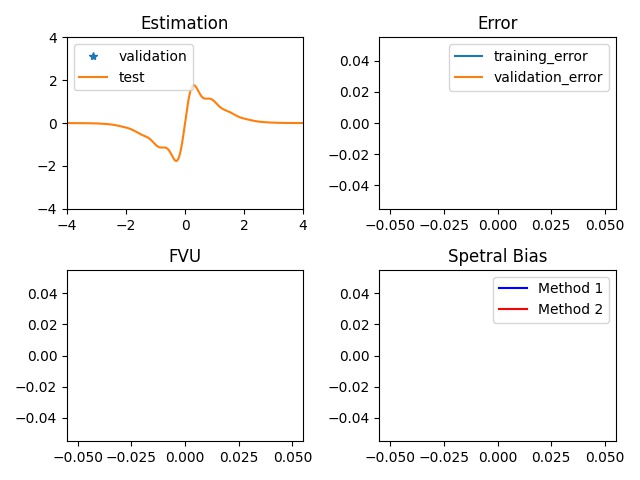 Estimation
4
2
0
−2
−4
validation
test
−4 −2 0 2 4
Error
0.04
0.02
0.00
−0.02
−0.04
training_error
validation_error
−0.050 −0.025 0.000 0.025 0.050
FVU
0.04
0.02
0.00
−0.02
−0.04
−0.050 −0.025 0.000 0.025 0.050
Spetral Bias
0.04
0.02
0.00
−0.02
−0.04
Method 1
Method 2
−0.050 −0.025 0.000 0.025 0.050